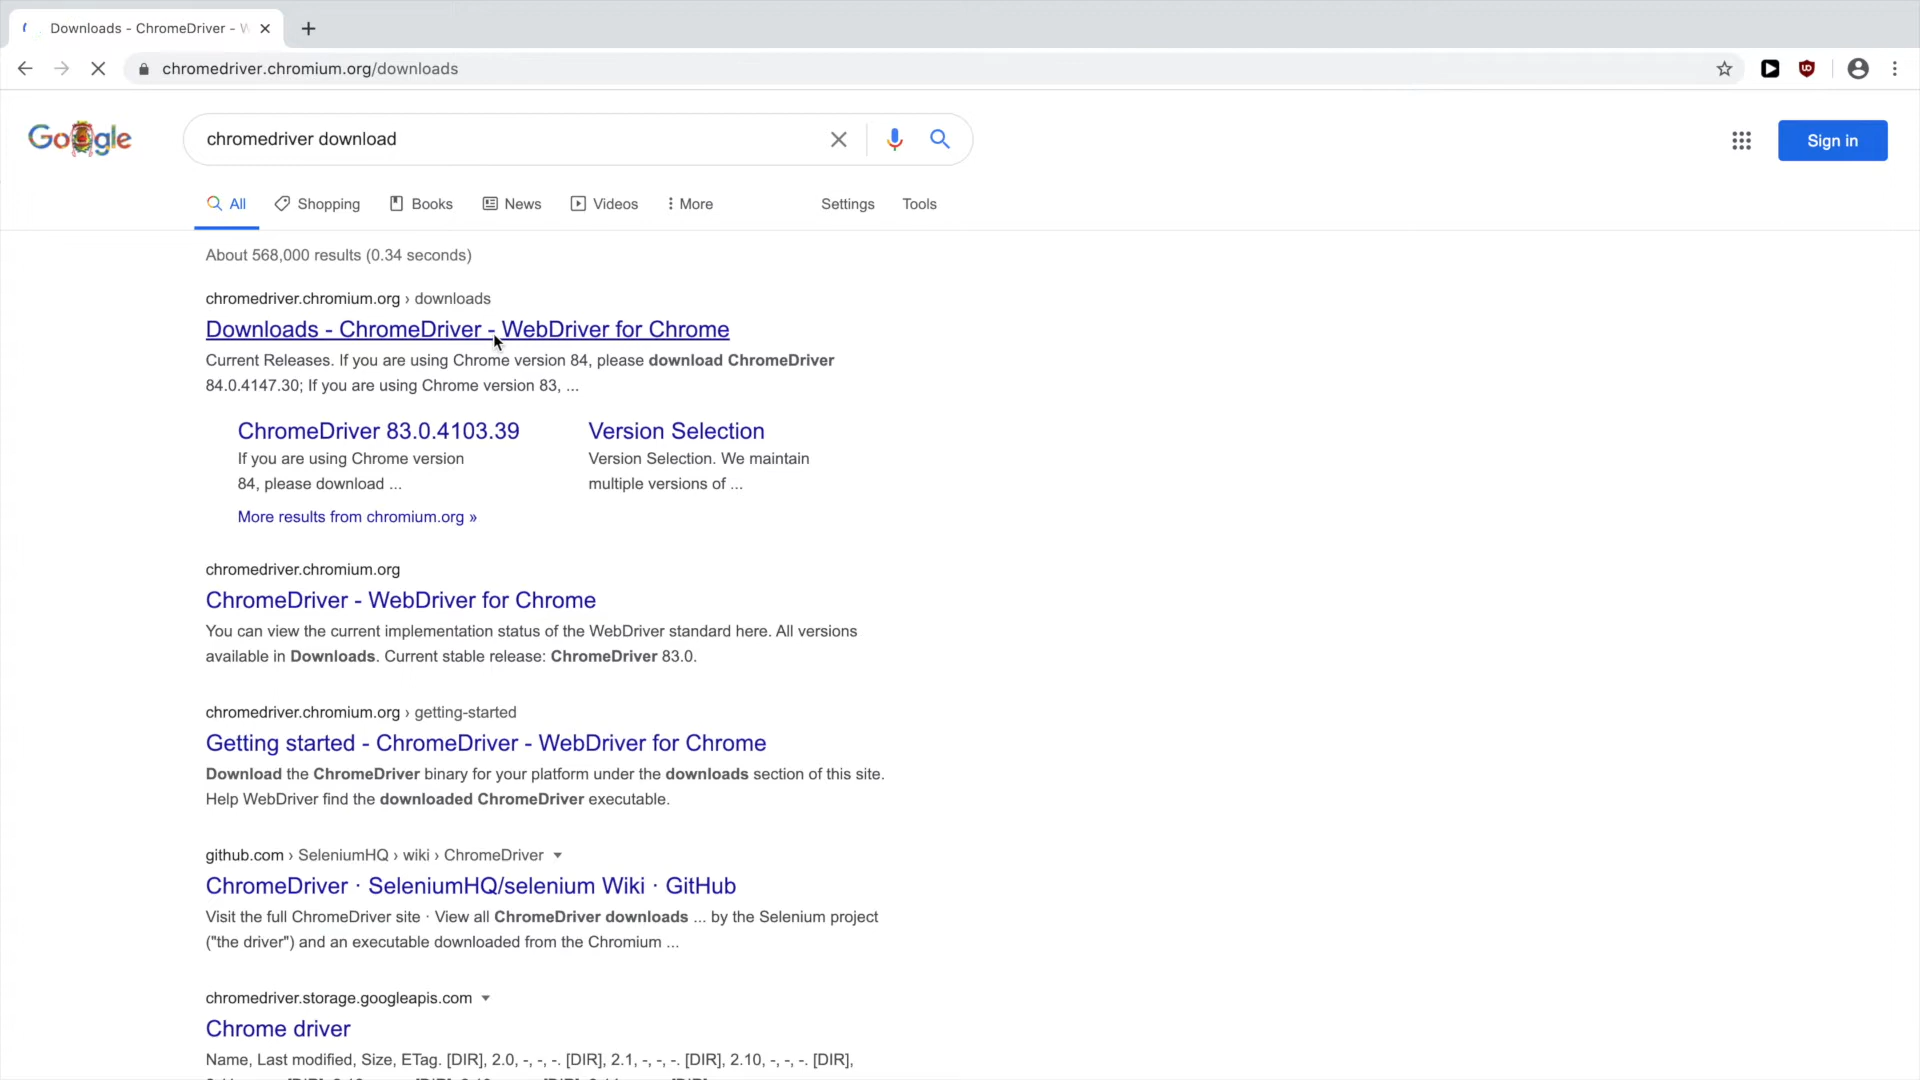 Downloads - ChromeDriver - W
chromedriver.chromium.org/downloads
Google
chromedriver download
Sign in
All
Shopping
Books
News
Videos
More
Settings
Tools
About 568,000 results (0.34 seconds)
chromedriver.chromium.org › downloads
Downloads - ChromeDriver - WebDriver for Chrome
Current Releases. If you are using Chrome version 84, please download ChromeDriver
84.0.4147.30; If you are using Chrome version 83, ...
ChromeDriver 83.0.4103.39
If you are using Chrome version
84, please download ...
Version Selection
Version Selection. We maintain
multiple versions of ...
More results from chromium.org »
chromedriver.chromium.org
ChromeDriver - WebDriver for Chrome
You can view the current implementation status of the WebDriver standard here. All versions
available in Downloads. Current stable release: ChromeDriver 83.0.
chromedriver.chromium.org › getting-started
Getting started - ChromeDriver - WebDriver for Chrome
Download the ChromeDriver binary for your platform under the downloads section of this site.
Help WebDriver find the downloaded ChromeDriver executable.
github.com › SeleniumHQ › wiki › ChromeDriver
ChromeDriver · SeleniumHQ/selenium Wiki · GitHub
Visit the full ChromeDriver site · View all ChromeDriver downloads ... by the Selenium project
("the driver") and an executable downloaded from the Chromium ...
chromedriver.storage.googleapis.com
Chrome driver
Name, Last modified, Size, ETag. [DIR], 2.0, -, -, -. [DIR], 2.1, -, -, -. [DIR], 2.10, -, -, -. [DIR],